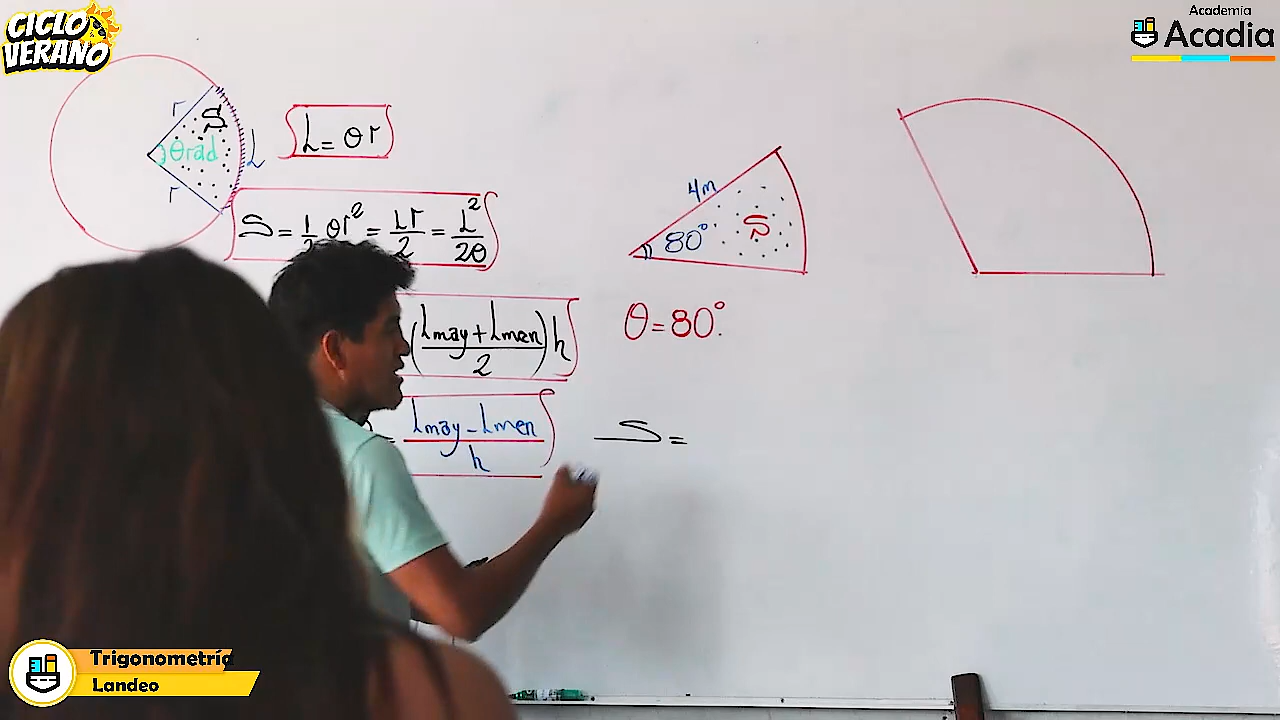 CICLO
VERANO
Academia
Acadia
r
S
θrad
L
r
L = θr
S = 1/2 θr² = Lr/2 = L²/2θ
(Lmay + Lmen / 2) h
= Lmay - Lmen / h
4m
80°
S
θ = 80°.
S =
Trigonometría
Landeo